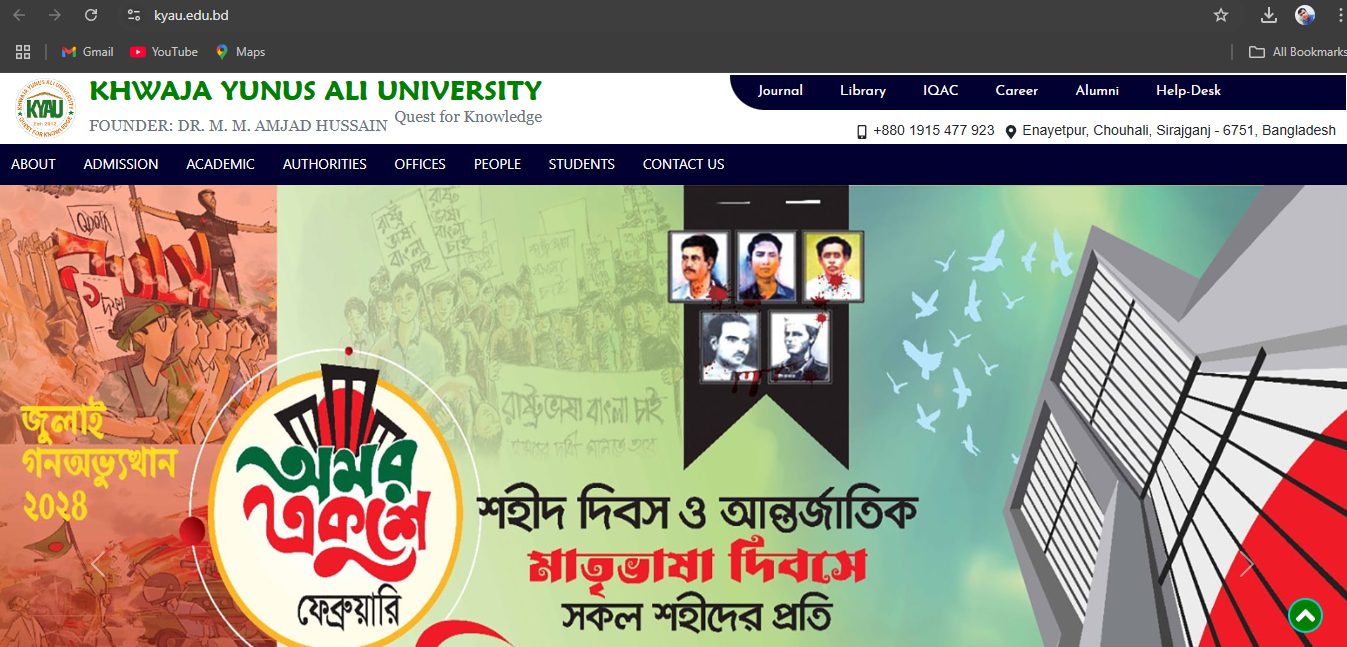 kyau.edu.bd
Gmail YouTube Maps
All Bookmarks
KHWAJA YUNUS ALI UNIVERSITY
FOUNDER: DR. M. M. AMJAD HUSSAIN Quest for Knowledge
KHWAJA YUNUS ALI UNIVERSITY
KYAU
Estd: 2012
QUEST FOR KNOWLEDGE
Journal Library IQAC Career Alumni Help-Desk
+880 1915 477 923 Enayetpur, Chouhali, Sirajganj - 6751, Bangladesh
ABOUT ADMISSION ACADEMIC AUTHORITIES OFFICES PEOPLE STUDENTS CONTACT US
JULY
রাষ্ট্র
ভাষা
বাংলা
চাই
রাষ্ট্র
ভাষা
বাংলা
চাই
রাষ্ট্রভাষা বাংলা চাই
জুলাই
গনঅভ্যুত্থান
২০২৪
অমর
একুশে
ফেব্রুয়ারি
শহীদ দিবস ও আন্তর্জাতিক
মাতৃভাষা দিবসে
সকল শহীদের প্রতি